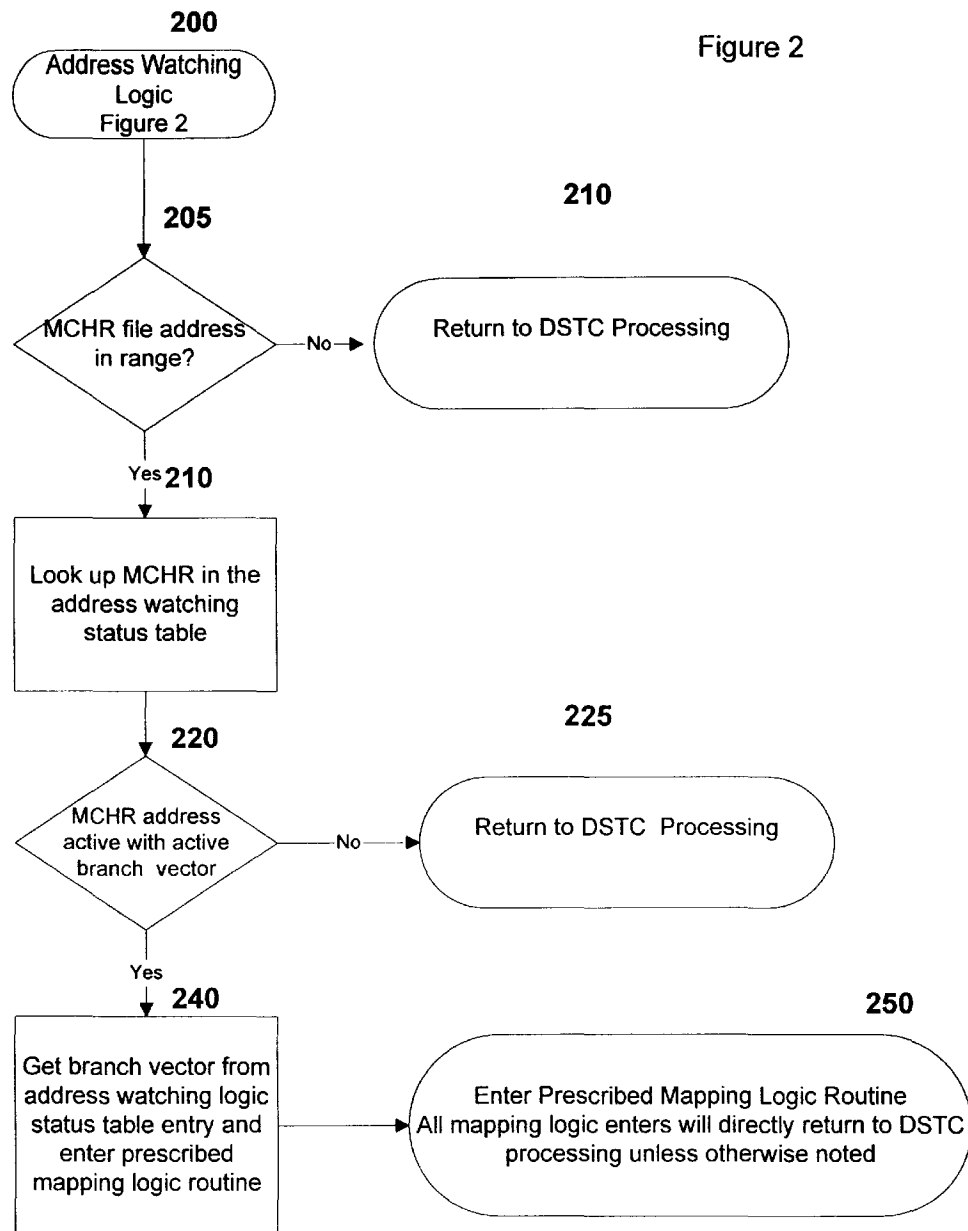 200
Figure 2
Address Watching
Logic
Figure 2
205
210
MCHR file address
in range?
No
Return to DSTC Processing
Yes
210
Look up MCHR in the
address watching
status table
220
225
MCHR address
active with active
branch vector
No
Return to DSTC Processing
Yes
240
250
Get branch vector from
address watching logic
status table entry and
enter prescribed
mapping logic routine
Enter Prescribed Mapping Logic Routine
All mapping logic enters will directly return to DSTC
processing unless otherwise noted